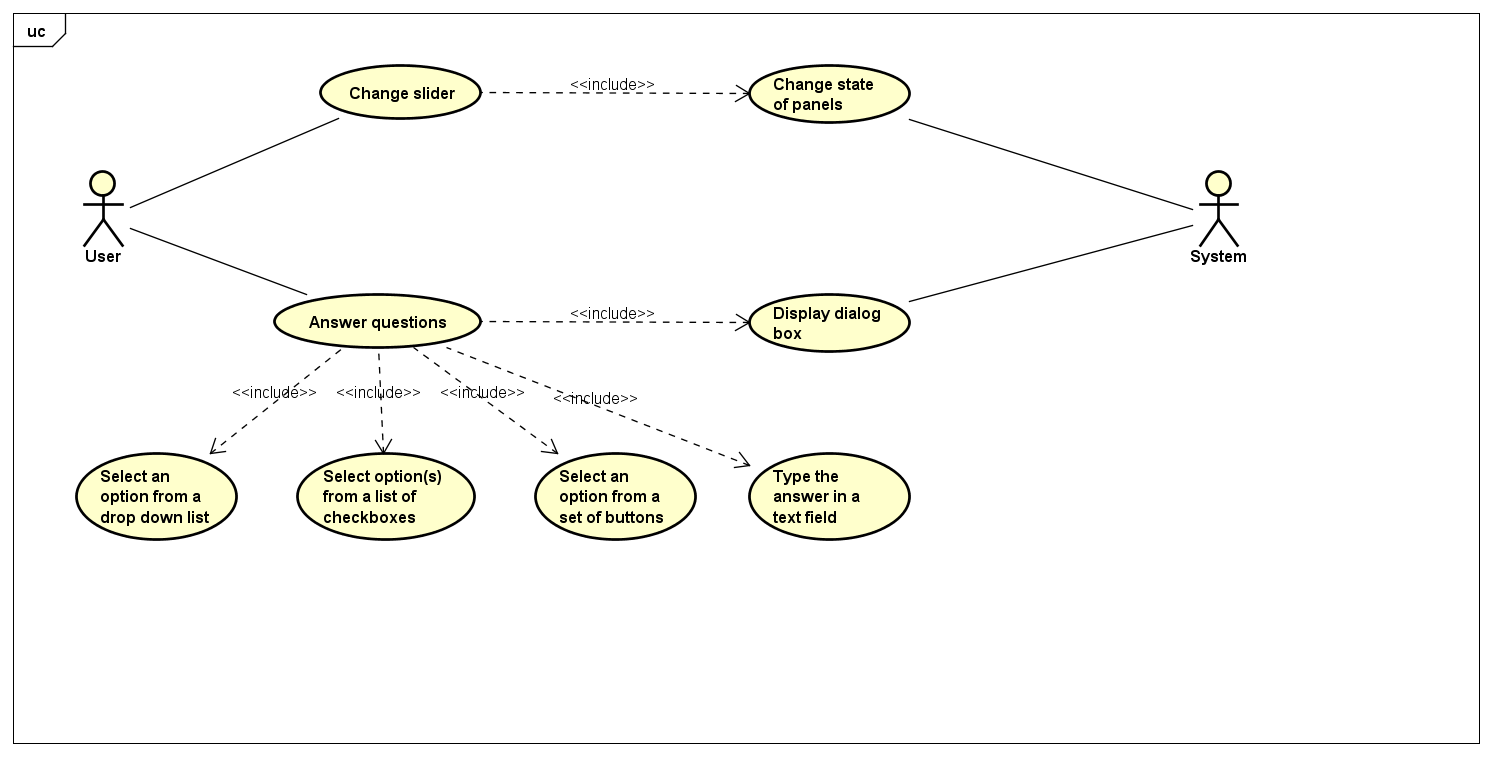 uc
Change slider
<<include>>
Change state
of panels
User
System
Answer questions
<<include>>
Display dialog
box
<<include>>
<<include>>
<<include>>
<<include>>
Select an
option from a
drop down list
Select option(s)
from a list of
checkboxes
Select an
option from a
set of buttons
Type the
answer in a
text field